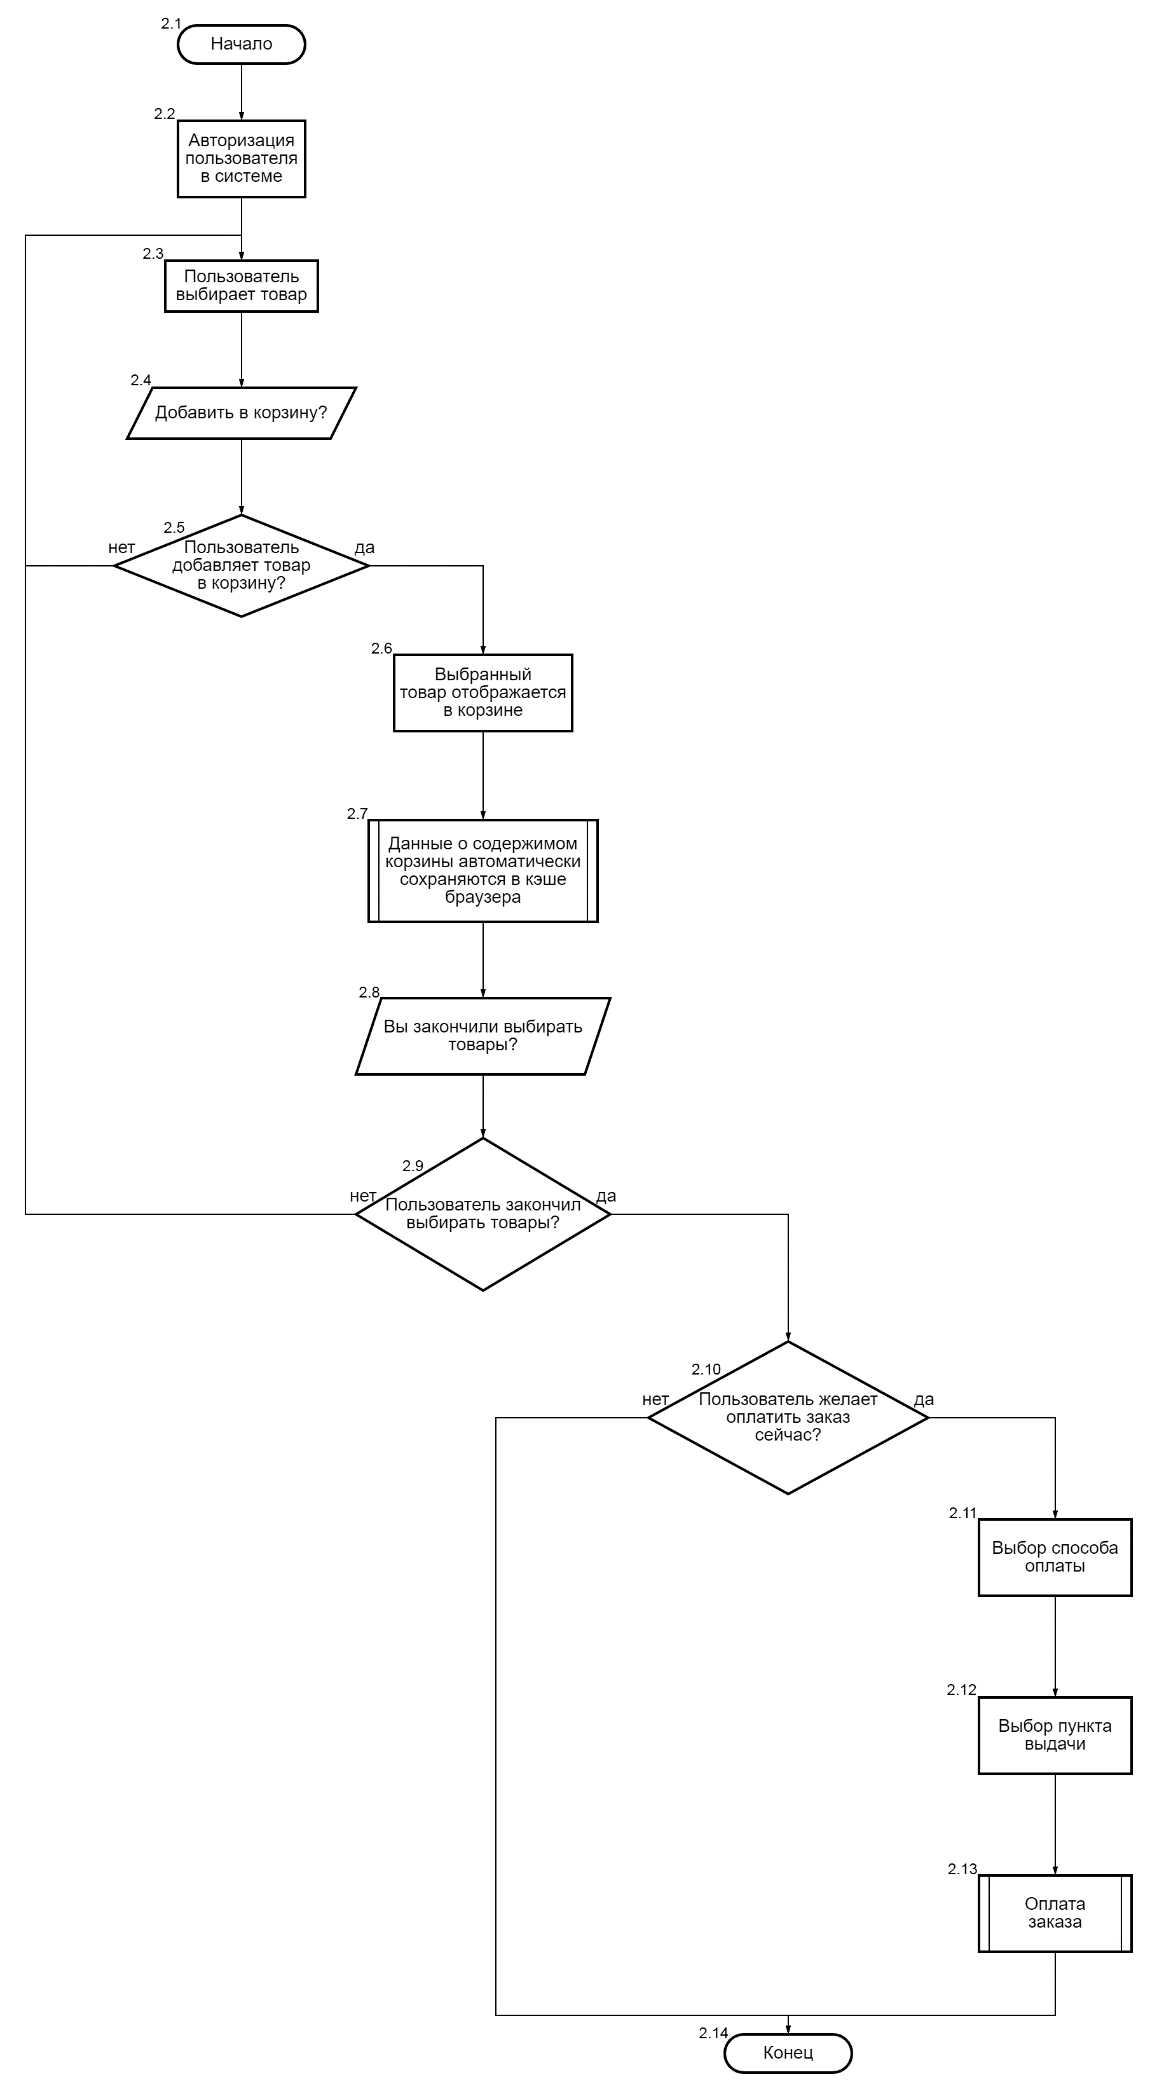 2.1
Начало
2.2
Авторизация
пользователя
в системе
2.3
Пользователь
выбирает товар
2.4
Добавить в корзину?
2.5
нет
да
Пользователь
добавляет товар
в корзину?
2.6
Выбранный
товар отображается
в корзине
2.7
Данные о содержимом
корзины автоматически
сохраняются в кэше
браузера
2.8
Вы закончили выбирать
товары?
2.9
нет
да
Пользователь закончил
выбирать товары?
2.10
нет
да
Пользователь желает
оплатить заказ
сейчас?
2.11
Выбор способа
оплаты
2.12
Выбор пункта
выдачи
2.13
Оплата
заказа
2.14
Конец